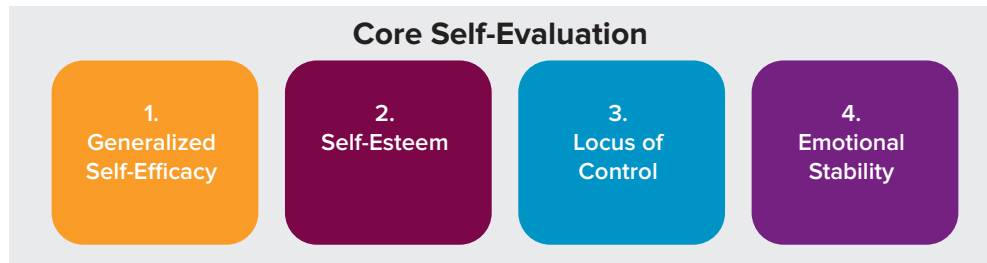 Core Self-Evaluation
1.
Generalized
Self-Efficacy
2.
Self-Esteem
3.
Locus of
Control
4.
Emotional
Stability